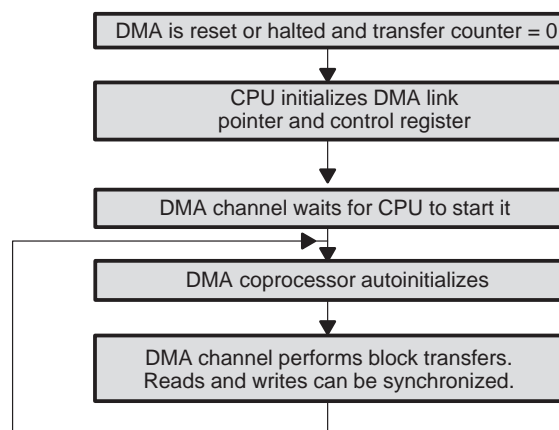 DMA is reset or halted and transfer counter = 0
CPU initializes DMA link
pointer and control register
DMA channel waits for CPU to start it
DMA coprocessor autoinitializes
DMA channel performs block transfers.
Reads and writes can be synchronized.